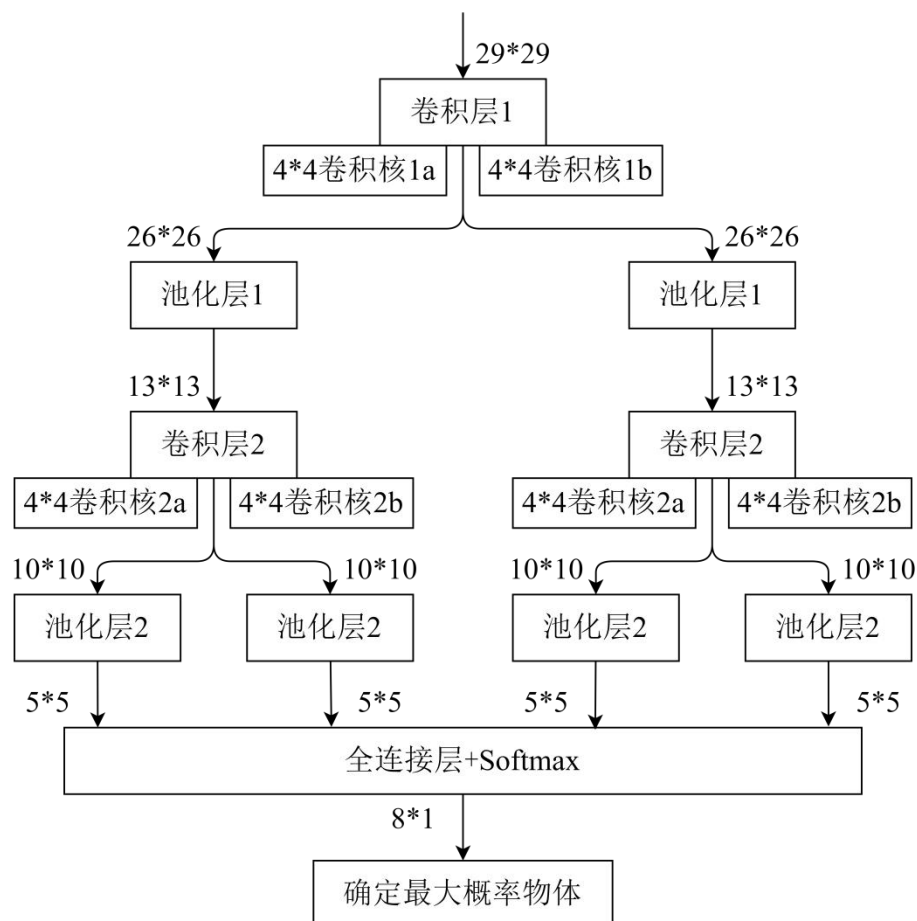 29*29
卷积层1
4*4卷积核1a 4*4卷积核1b
26*26 26*26
池化层1 池化层1
13*13 13*13
卷积层2 卷积层2
4*4卷积核2a 4*4卷积核2b 4*4卷积核2a 4*4卷积核2b
10*10 10*10 10*10 10*10
池化层2 池化层2 池化层2 池化层2
5*5 5*5 5*5 5*5
全连接层+Softmax
8*1
确定最大概率物体